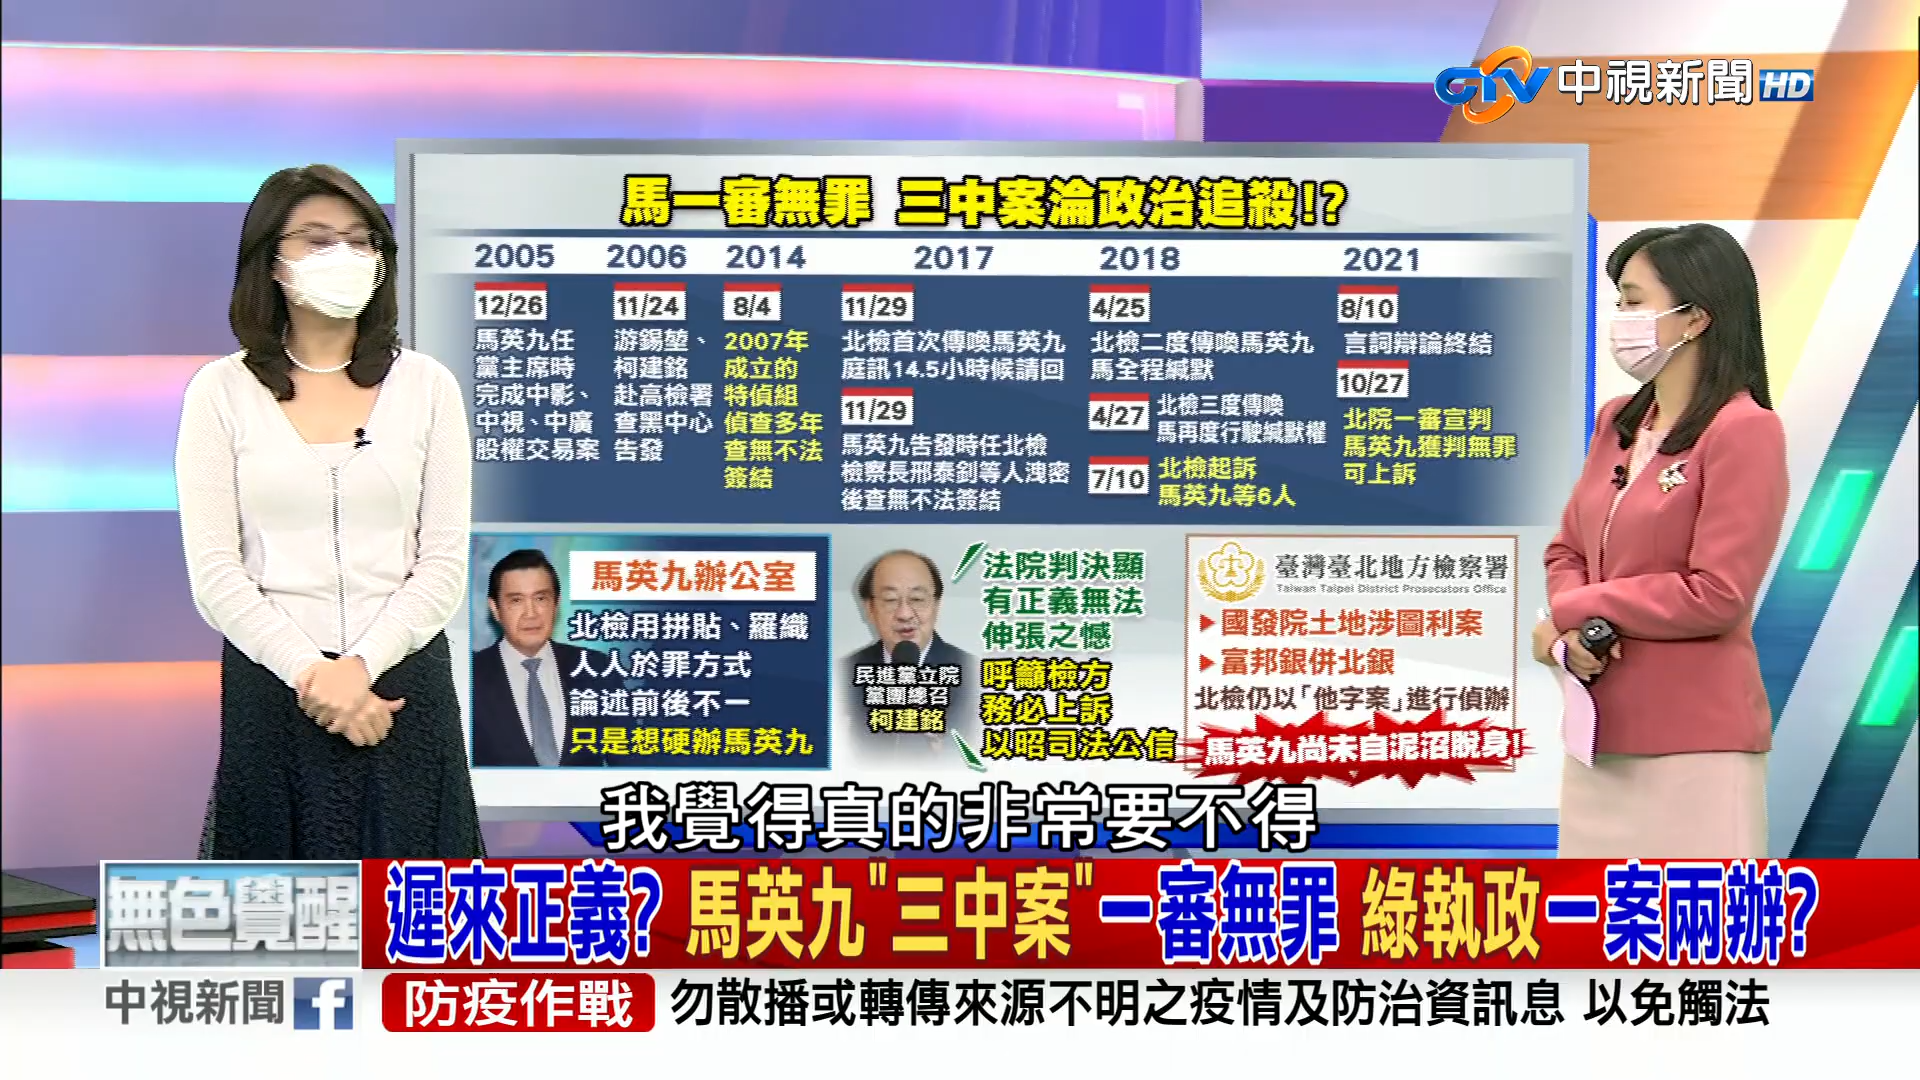 CTV中視新聞HD
馬一審無罪 三中案淪政治追殺!?
2005
12/26
馬英九任
黨主席時
完成中影、
中視、中廣
股權交易案
2006
11/24
游錫堃、
柯建銘
赴高檢署
查黑中心
告發
2014
8/4
2007年
成立的
特偵組
偵查多年
查無不法
簽結
2017
11/29
北檢首次傳喚馬英九
庭訊14.5小時候請回
11/29
馬英九告發時任北檢
檢察長邢泰釗等人洩密
後查無不法簽結
2018
4/25
北檢二度傳喚馬英九
馬全程緘默
4/27
北檢三度傳喚
馬再度行駛緘默權
7/10
北檢起訴
馬英九等6人
2021
8/10
言詞辯論終結
10/27
北院一審宣判
馬英九獲判無罪
可上訴
馬英九辦公室
北檢用拼貼、羅織
人人於罪方式
論述前後不一
只是想硬辦馬英九
民進黨立院
黨團總召
柯建銘
法院判決顯
有正義無法
伸張之憾
呼籲檢方
務必上訴
以昭司法公信
臺灣臺北地方檢察署
Taiwan Taipei District Prosecutors Office
▶國發院土地涉圖利案
▶富邦銀併北銀
北檢仍以「他字案」進行偵辦
馬英九尚未自泥沼脫身!
我覺得真的非常要不得
無色覺醒
遲來正義? 馬英九"三中案"一審無罪 綠執政一案兩辦?
中視新聞 f
防疫作戰 勿散播或轉傳來源不明之疫情及防治資訊息 以免觸法